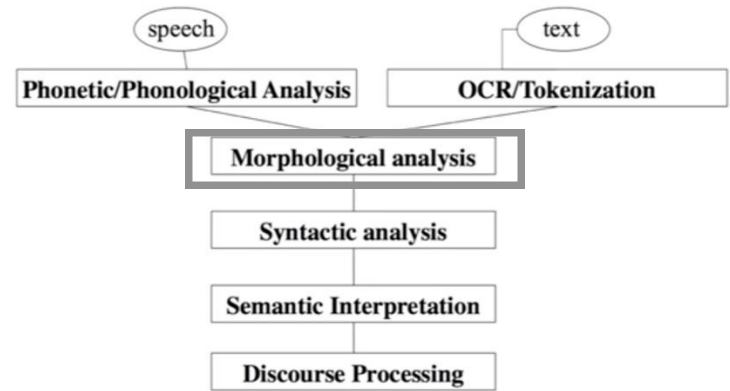 speech
text
Phonetic/Phonological Analysis
OCR/Tokenization
Morphological analysis
Syntactic analysis
Semantic Interpretation
Discourse Processing